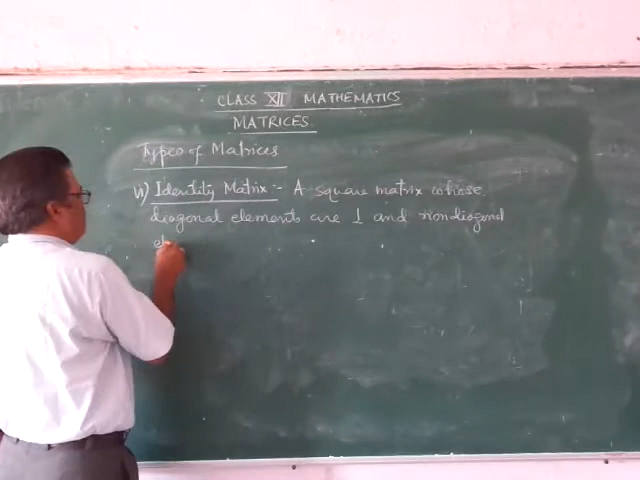 CLASS XII MATHEMATICS
MATRICES
Types of Matrices
vi) Identity Matrix :- A square matrix whose
diagonal elements are 1 and nondiagonal
el